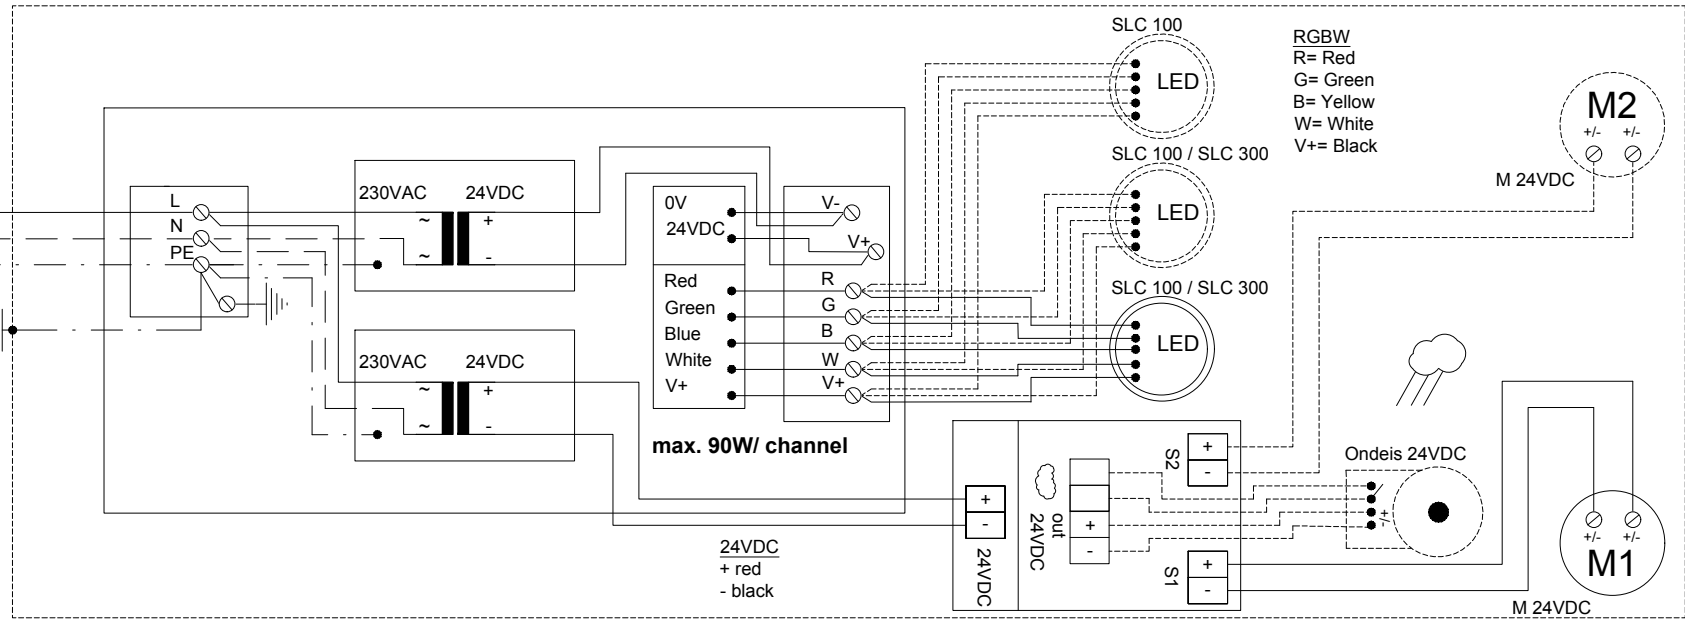 SLC 100
LED
RGBW
R= Red
G= Green
B= Yellow
W= White
V+= Black
M2
+/- +/-
M 24VDC
SLC 100 / SLC 300
LED
SLC 100 / SLC 300
LED
L
N
PE
230VAC 24VDC
~ +
~ -
230VAC 24VDC
~ +
~ -
0V
24VDC
Red
Green
Blue
White
V+
V-
V+
R
G
B
W
V+
max. 90W/ channel
24VDC
+ red
- black
+
-
24VDC
out
24VDC
+
-
S2
+
-
S1
+
-
Ondeis 24VDC
+/-
+/- +/-
M1
M 24VDC